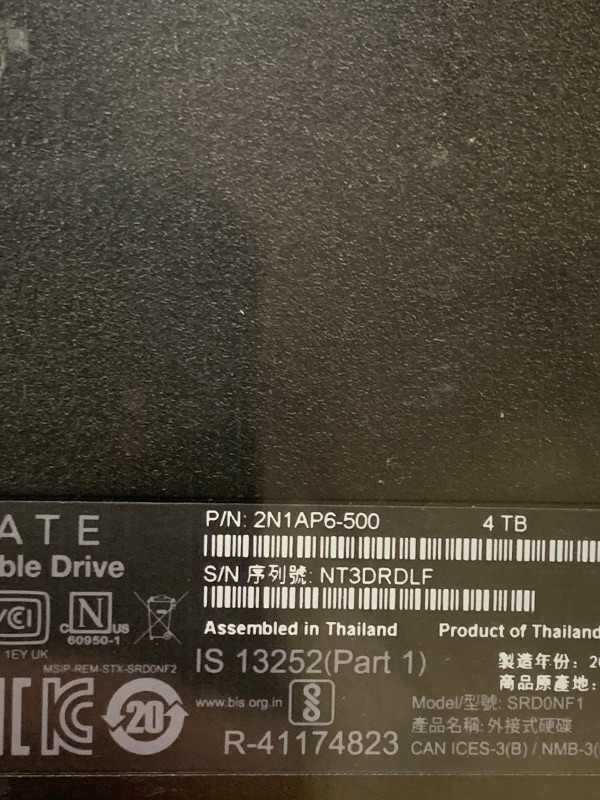 ATE
ble Drive
P/N: 2N1AP6-500
4 TB
S/N 序列號: NT3DRDLF
Assembled in Thailand
Product of Thailand
VCI
c N us
60950-1
1EY UK
MSIP-REM-STX-SRD0NF2
IS 13252(Part 1)
製造年份: 20
商品原產地:
20
www.bis.org.in
R-41174823
Model/型號: SRD0NF1
產品名稱: 外接式硬碟
CAN ICES-3(B) / NMB-3(